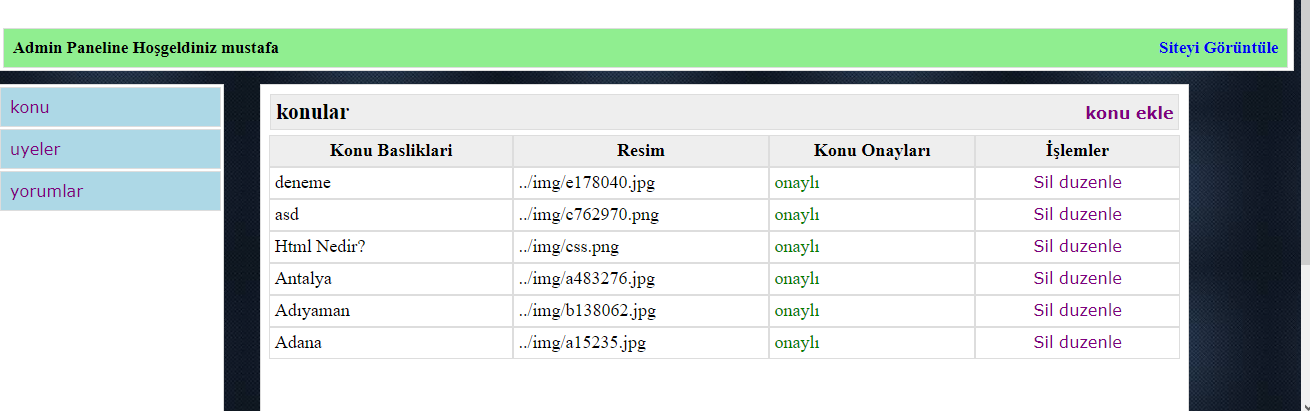 Admin Paneline Hoşgeldiniz mustafa Siteyi Görüntüle
konu
uyeler
yorumlar
konular konu ekle
Konu Basliklari Resim Konu Onayları İşlemler
deneme ../img/e178040.jpg onaylı Sil duzenle
asd ../img/c762970.png onaylı Sil duzenle
Html Nedir? ../img/css.png onaylı Sil duzenle
Antalya ../img/a483276.jpg onaylı Sil duzenle
Adıyaman ../img/b138062.jpg onaylı Sil duzenle
Adana ../img/a15235.jpg onaylı Sil duzenle